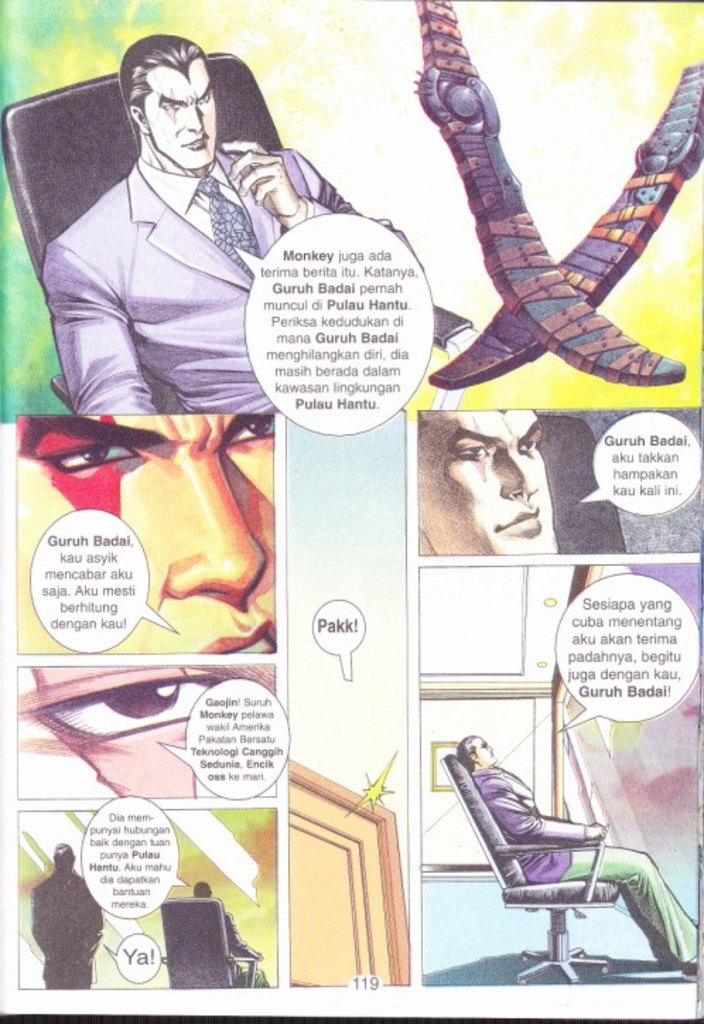 Monkey juga ada
terima berita itu. Katanya,
Guruh Badai pernah
muncul di Pulau Hantu.
Periksa kedudukan di
mana Guruh Badai
menghilangkan diri, dia
masih berada dalam
kawasan lingkungan
Pulau Hantu.
Guruh Badai,
kau asyik
mencabar aku
saja. Aku mesti
berhitung
dengan kau!
Gaojin! Suruh
Monkey pelawa
wakil Amerika
Pakatan Bersatu
Teknologi Canggih
Sedunia, Encik
oss ke mari.
Dia mem-
punyai hubungan
baik dengan tuan
punya Pulau
Hantu. Aku mahu
dia dapatkan
bantuan
mereka.
Ya!
Pakk!
Guruh Badai,
aku takkan
hampakan
kau kali ini.
Sesiapa yang
cuba menentang
aku akan terima
padahnya, begitu
juga dengan kau,
Guruh Badai!
119